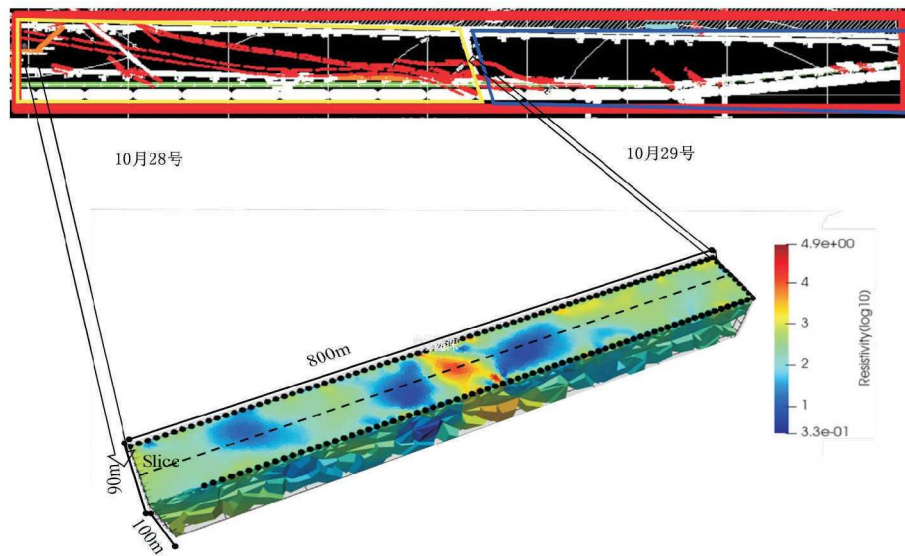 10月28号
10月29号
800m
Slice
90m
100m
4.9e+00
4
3
2
1
3.3e-01
Resistivity(log10)